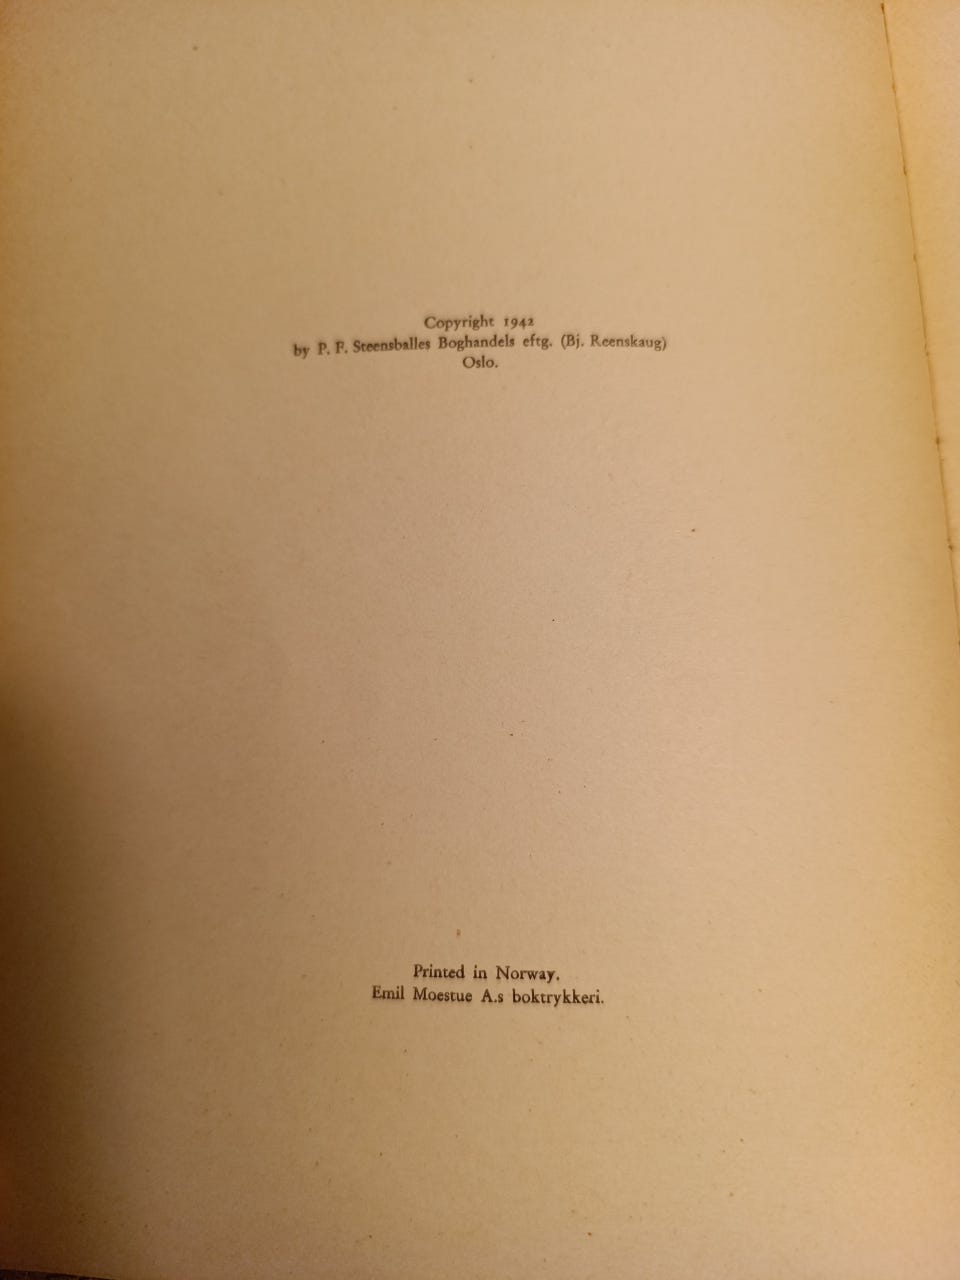 Copyright 1942
by P. F. Steensballes Boghandels eftg. (Bj. Reenskaug)
Oslo.
Printed in Norway.
Emil Moestue A.s boktrykkeri.